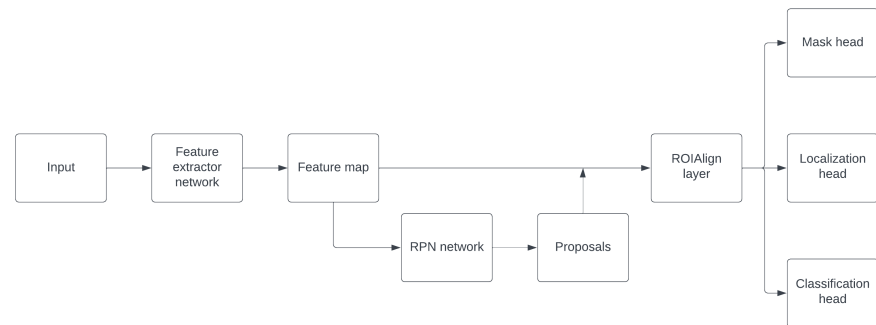 Mask head
Input
Feature
extractor
network
Feature map
ROIAlign
layer
Localization
head
RPN network
Proposals
Classification
head